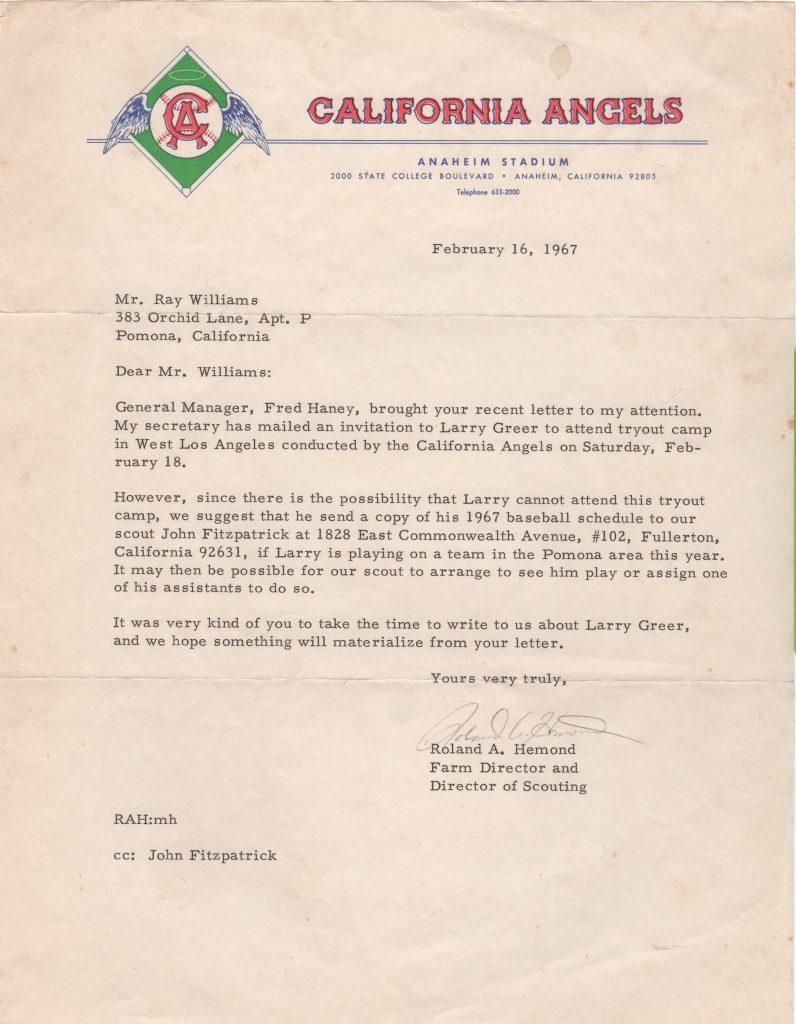 CA
CALIFORNIA ANGELS
ANAHEIM STADIUM
2000 STATE COLLEGE BOULEVARD • ANAHEIM, CALIFORNIA 92805
Telephone 633-2000
February 16, 1967
Mr. Ray Williams
383 Orchid Lane, Apt. P
Pomona, California
Dear Mr. Williams:
General Manager, Fred Haney, brought your recent letter to my attention.
My secretary has mailed an invitation to Larry Greer to attend tryout camp
in West Los Angeles conducted by the California Angels on Saturday, Feb-
ruary 18.
However, since there is the possibility that Larry cannot attend this tryout
camp, we suggest that he send a copy of his 1967 baseball schedule to our
scout John Fitzpatrick at 1828 East Commonwealth Avenue, #102, Fullerton,
California 92631, if Larry is playing on a team in the Pomona area this year.
It may then be possible for our scout to arrange to see him play or assign one
of his assistants to do so.
It was very kind of you to take the time to write to us about Larry Greer,
and we hope something will materialize from your letter.
Yours very truly,
Roland A. Hemond
Roland A. Hemond
Farm Director and
Director of Scouting
RAH:mh
cc: John Fitzpatrick